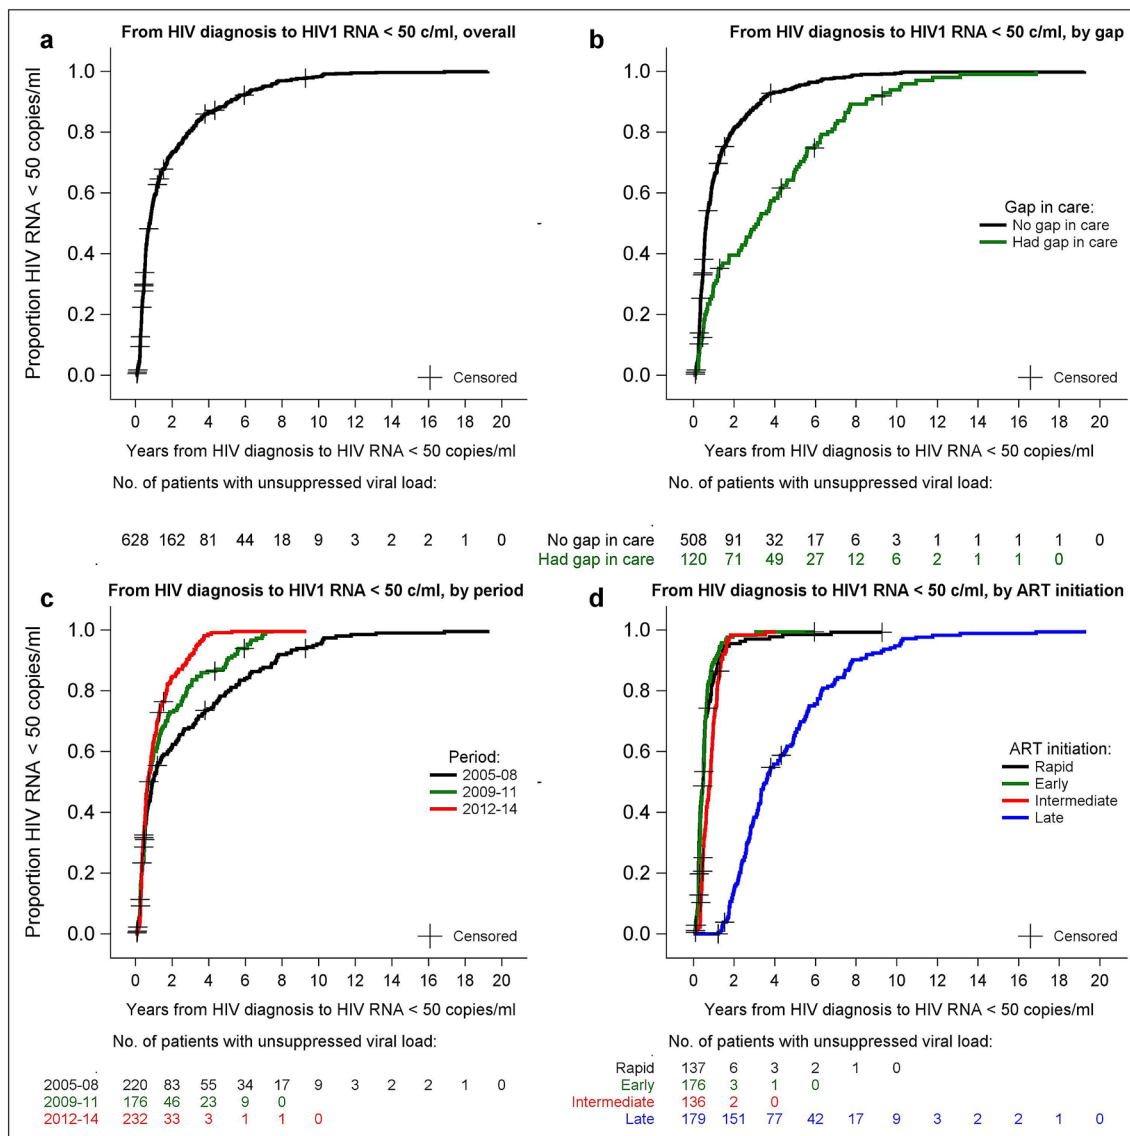 a From HIV diagnosis to HIV1 RNA < 50 c/ml, overall
Proportion HIV RNA < 50 copies/ml
1.0
0.8
0.6
0.4
0.2
0.0
Censored
0 2 4 6 8 10 12 14 16 18 20
Years from HIV diagnosis to HIV RNA < 50 copies/ml
No. of patients with unsuppressed viral load:
628 162 81 44 18 9 3 2 2 1 0
b From HIV diagnosis to HIV1 RNA < 50 c/ml, by gap
1.0
0.8
0.6
0.4
0.2
0.0
Gap in care:
No gap in care
Had gap in care
Censored
0 2 4 6 8 10 12 14 16 18 20
Years from HIV diagnosis to HIV RNA < 50 copies/ml
No. of patients with unsuppressed viral load:
No gap in care 508 91 32 17 6 3 1 1 1 1 0
Had gap in care 120 71 49 27 12 6 2 1 1 0
c From HIV diagnosis to HIV1 RNA < 50 c/ml, by period
Proportion HIV RNA < 50 copies/ml
1.0
0.8
0.6
0.4
0.2
0.0
Period:
2005-08
2009-11
2012-14
Censored
0 2 4 6 8 10 12 14 16 18 20
Years from HIV diagnosis to HIV RNA < 50 copies/ml
No. of patients with unsuppressed viral load:
2005-08 220 83 55 34 17 9 3 2 2 1 0
2009-11 176 46 23 9 0
2012-14 232 33 3 1 1 0
d From HIV diagnosis to HIV1 RNA < 50 c/ml, by ART initiation
1.0
0.8
0.6
0.4
0.2
0.0
ART initiation:
Rapid
Early
Intermediate
Late
Censored
0 2 4 6 8 10 12 14 16 18 20
Years from HIV diagnosis to HIV RNA < 50 copies/ml
No. of patients with unsuppressed viral load:
Rapid 137 6 3 2 1 0
Early 176 3 1 0
Intermediate 136 2 0
Late 179 151 77 42 17 9 3 2 2 1 0